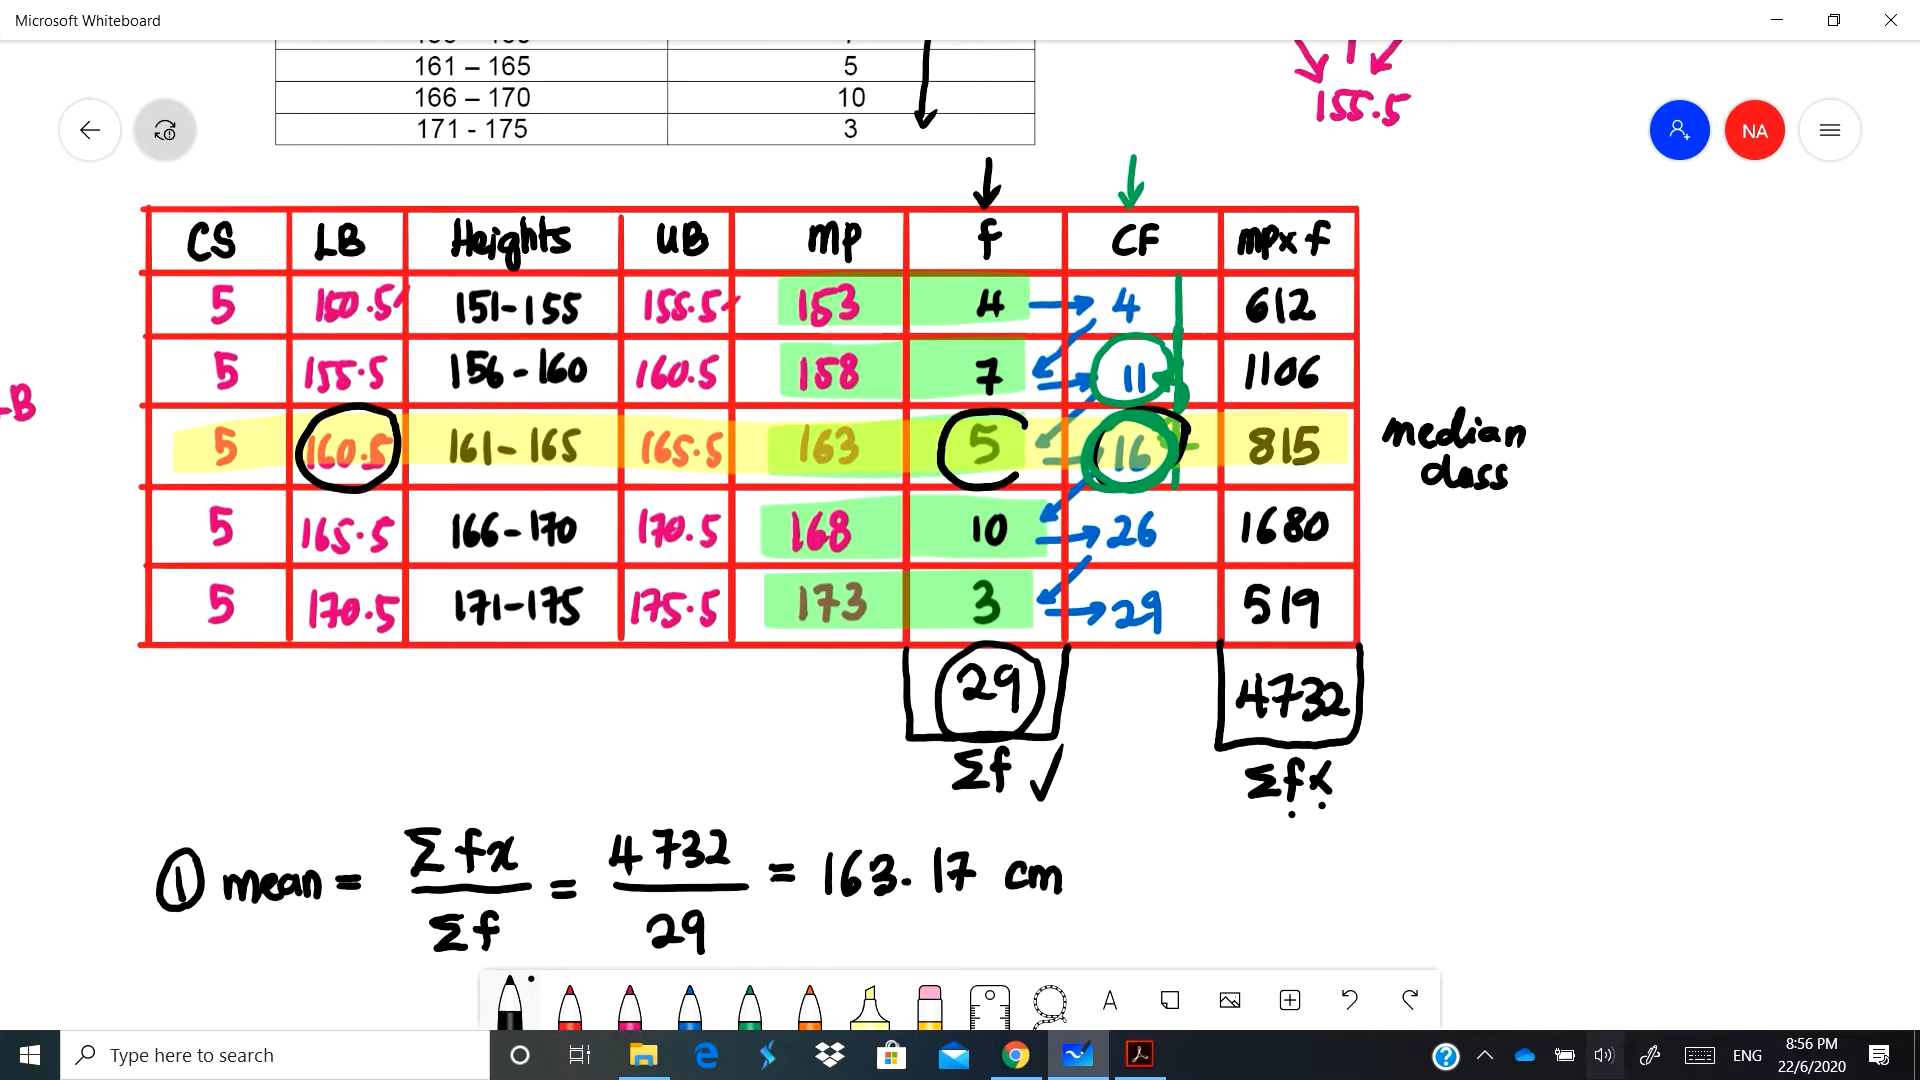 Microsoft Whiteboard
161 – 165 5
166 – 170 10
171 - 175 3
155.5
NA
CS LB Heights UB mp f CF mp x f
5 150.5 151-155 155.5 153 4 4 612
5 155.5 156-160 160.5 158 7 11 1106
-B
5 160.5 161-165 165.5 163 5 16 815
median
class
5 165.5 166-170 170.5 168 10 26 1680
5 170.5 171-175 175.5 173 3 29 519
29 4732
Σf ✓ Σfx
① mean = Σfx / Σf = 4732 / 29 = 163.17 cm
Type here to search
ENG
8:56 PM
22/6/2020